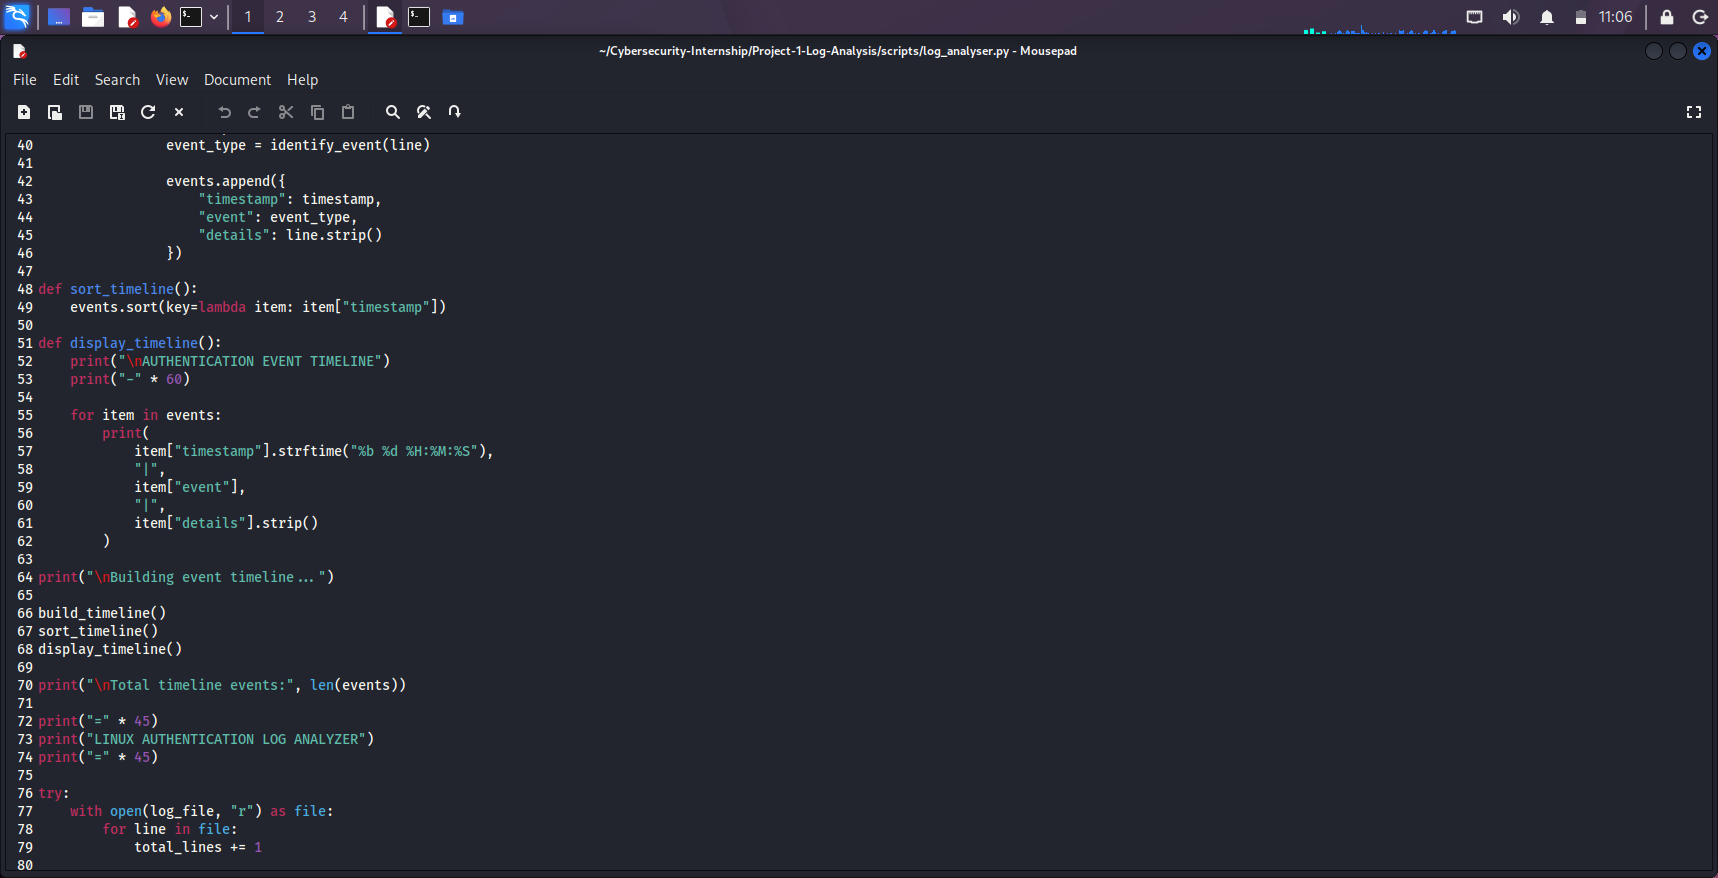 1 2 3 4 11:06
~/Cybersecurity-Internship/Project-1-Log-Analysis/scripts/log_analyser.py - Mousepad
File Edit Search View Document Help
40                 event_type = identify_event(line)
41
42                 events.append({
43                     "timestamp": timestamp,
44                     "event": event_type,
45                     "details": line.strip()
46                 })
47
48 def sort_timeline():
49     events.sort(key=lambda item: item["timestamp"])
50
51 def display_timeline():
52     print("\nAUTHENTICATION EVENT TIMELINE")
53     print("-" * 60)
54
55     for item in events:
56         print(
57             item["timestamp"].strftime("%b %d %H:%M:%S"),
58             "|",
59             item["event"],
60             "|",
61             item["details"].strip()
62         )
63
64 print("\nBuilding event timeline...")
65
66 build_timeline()
67 sort_timeline()
68 display_timeline()
69
70 print("\nTotal timeline events:", len(events))
71
72 print("=" * 45)
73 print("LINUX AUTHENTICATION LOG ANALYZER")
74 print("=" * 45)
75
76 try:
77     with open(log_file, "r") as file:
78         for line in file:
79             total_lines += 1
80